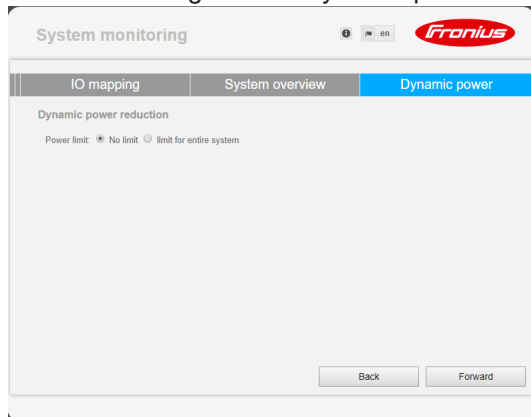 System monitoring
en
Fronius
IO mapping
System overview
Dynamic power
Dynamic power reduction
Power limit: No limit limit for entire system
Back
Forward